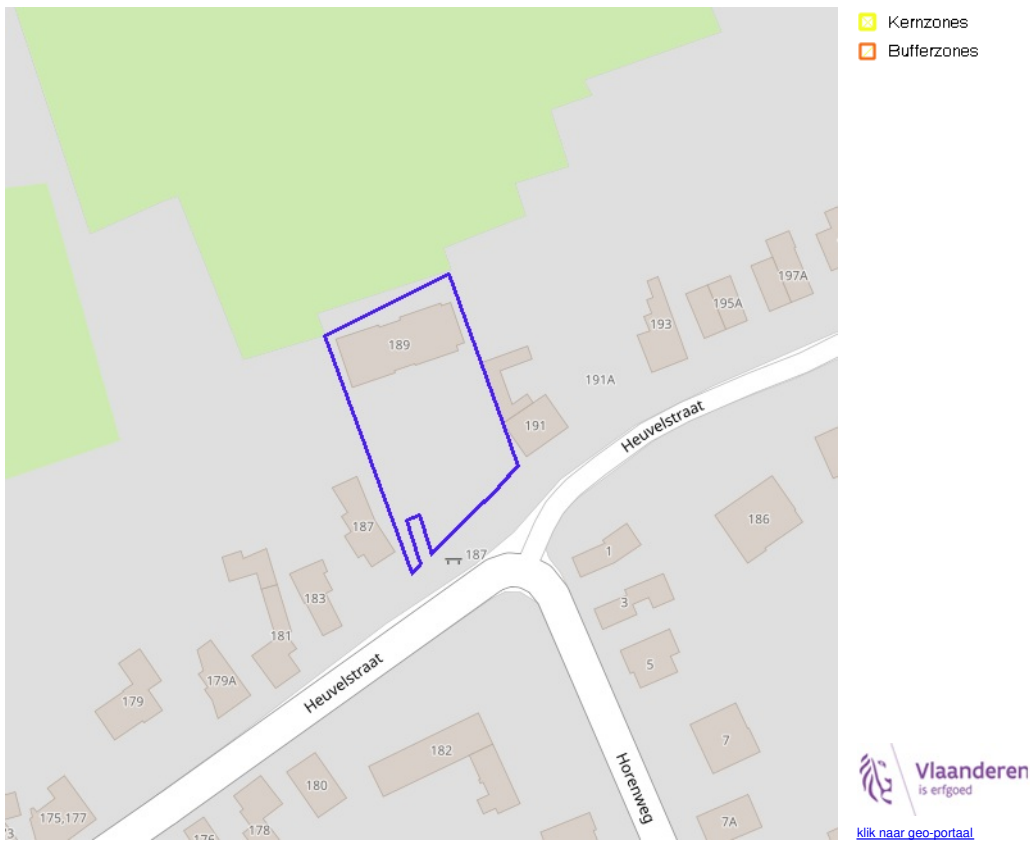 Kernzones
Bufferzones
197A
195A
193
189
191A
191
Heuvelstraat
187
186
187
1
183
3
181
5
179A
Heuvelstraat
179
7
182
180
Horenweg
175,177
178
176
7A
Vlaanderen
is erfgoed
klik naar geo-portaal